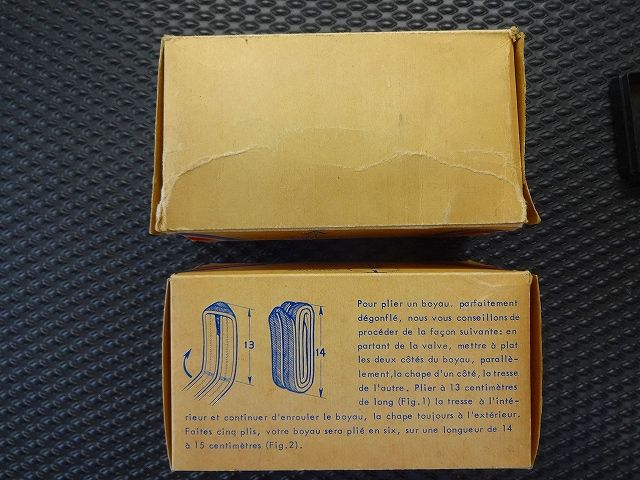 13
14
Pour plier un boyau. parfaitement
dégonflé, nous vous conseillons de
procéder de la façon suivante: en
partant de la valve, mettre à plat
les deux côtés du boyau, parallè-
lement,la chape d'un côté, la tresse
de l'autre. Plier à 13 centimètres
de long (Fig.1) la tresse à l'inté-
rieur et continuer d'enrouler le boyau, la chape toujours à l'extérieur.
Faites cinq plis, votre boyau sera plié en six, sur une longueur de 14
à 15 centimètres (Fig.2).